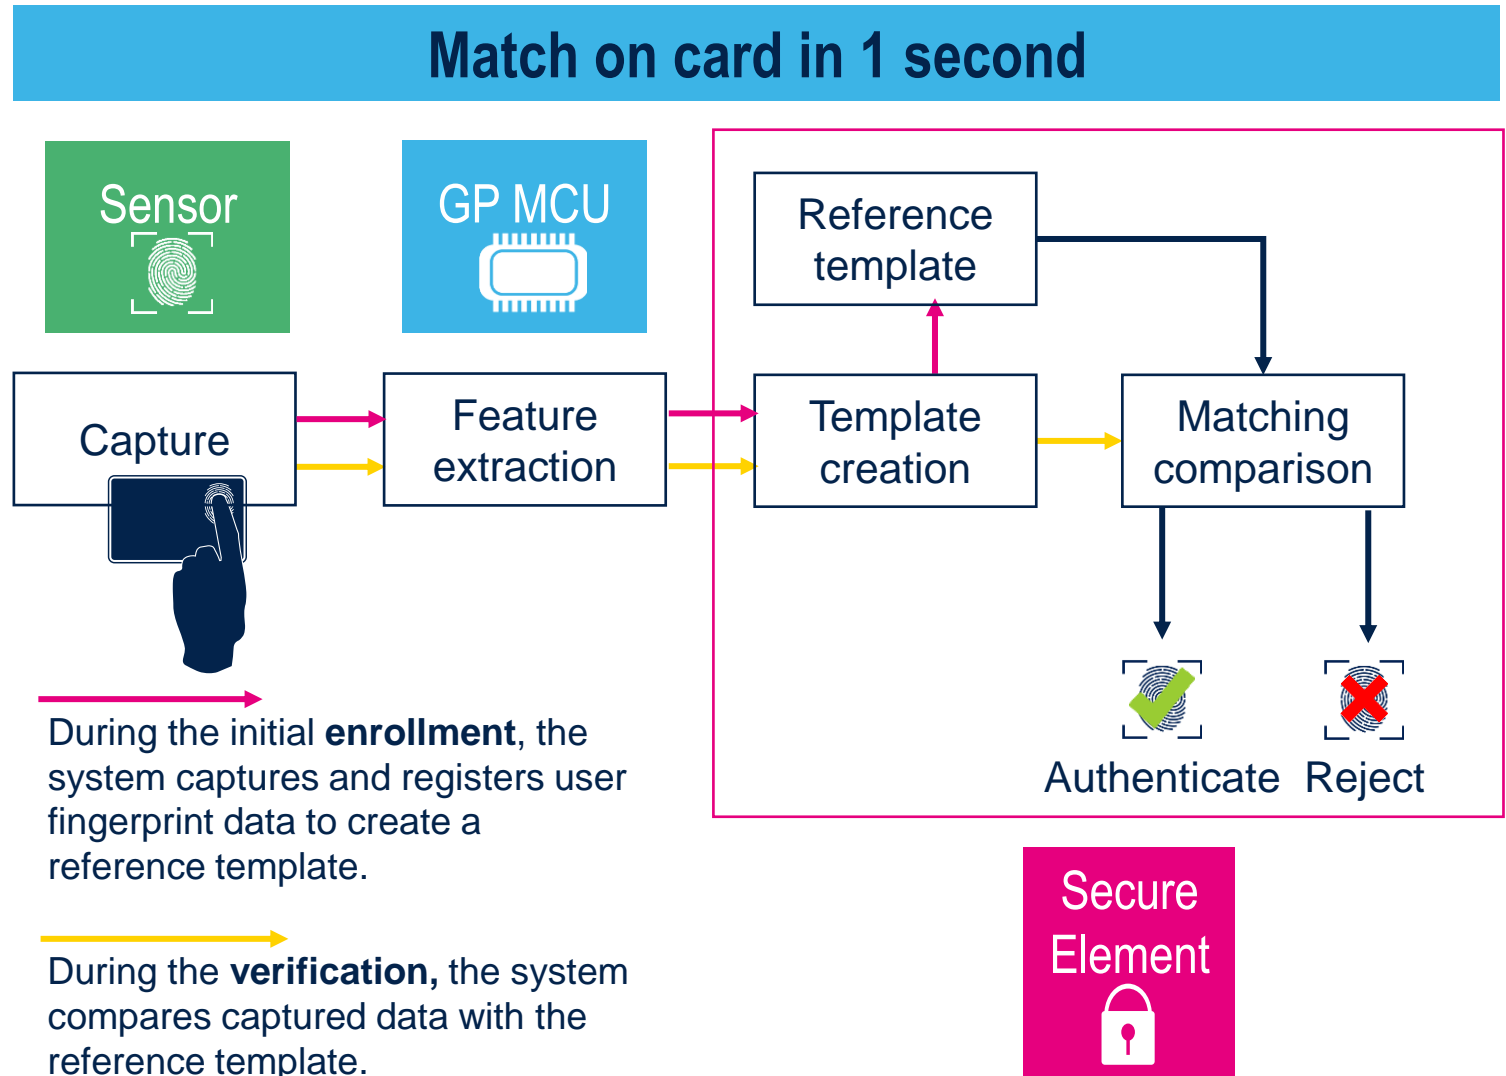 Match on card in 1 second
Sensor
GP MCU
Reference
template
Capture
Feature
extraction
Template
creation
Matching
comparison
Authenticate
Reject
During the initial enrollment, the
system captures and registers user
fingerprint data to create a
reference template.
During the verification, the system
compares captured data with the
reference template.
Secure
Element